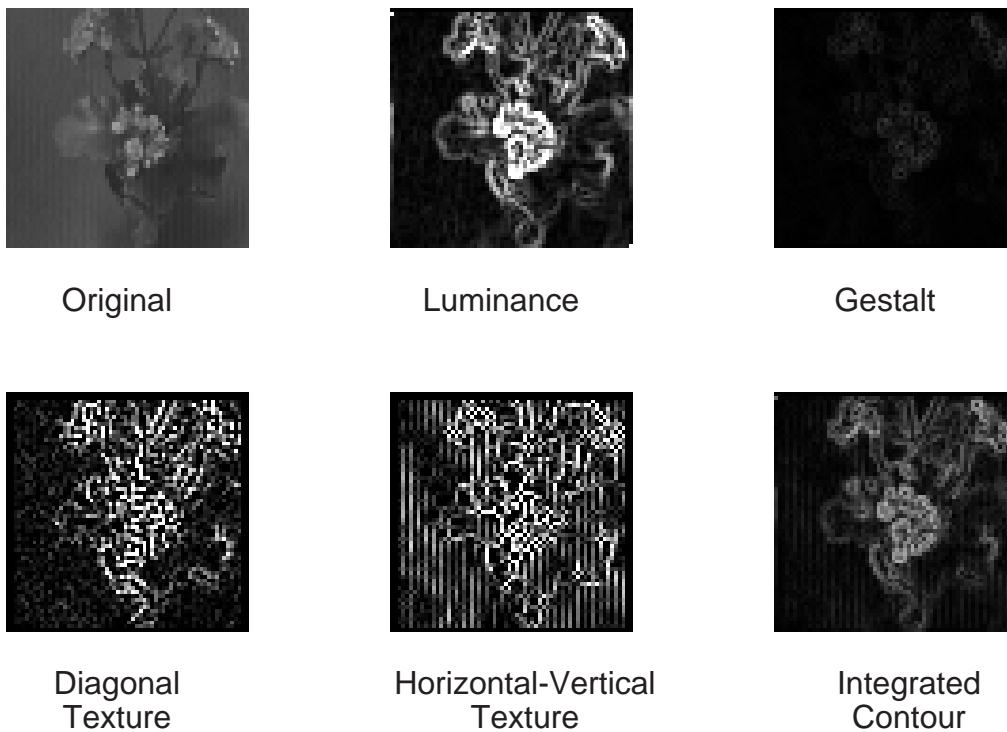 Original
Luminance
Gestalt
Diagonal
Texture
Horizontal-Vertical
Texture
Integrated
Contour